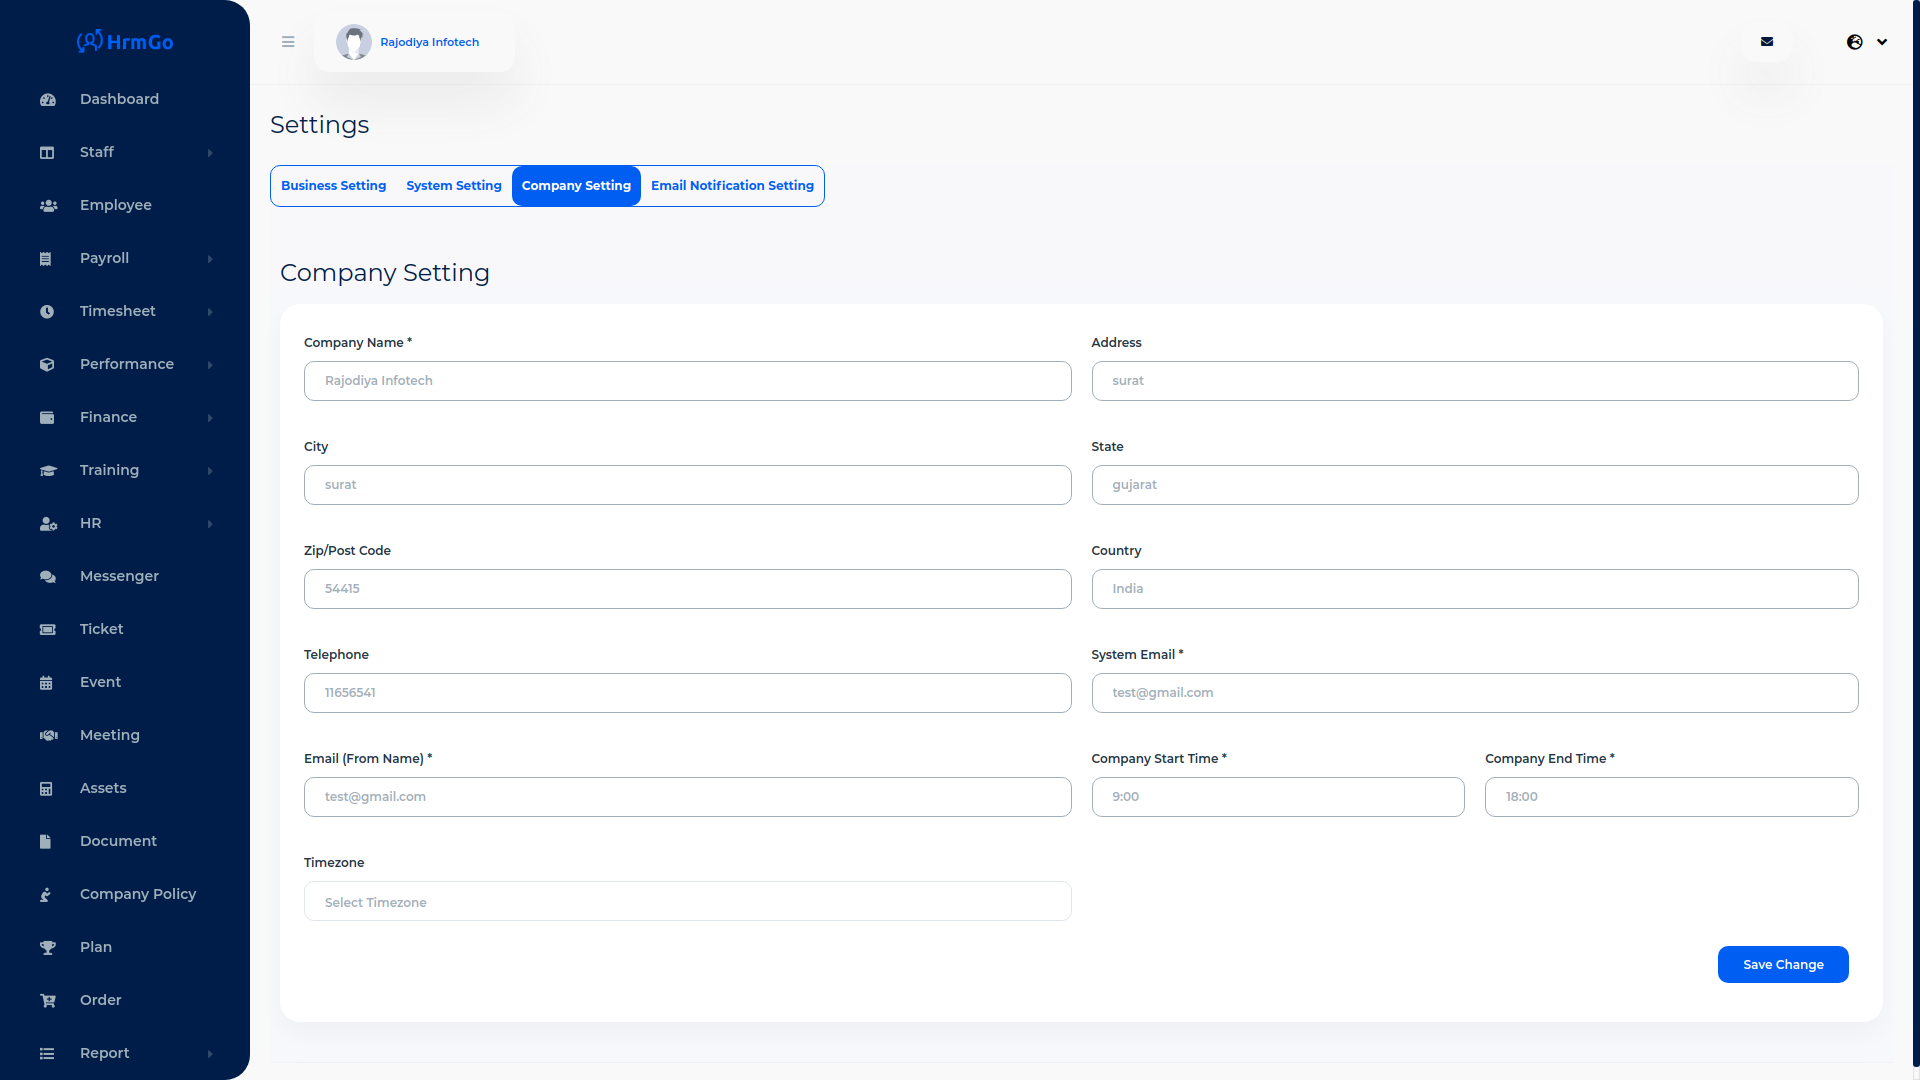 HrmGo
Rajodiya Infotech
Dashboard
Staff
Employee
Payroll
Timesheet
Performance
Finance
Training
HR
Messenger
Ticket
Event
Meeting
Assets
Document
Company Policy
Plan
Order
Report
Settings
Business Setting System Setting Company Setting Email Notification Setting
Company Setting
Company Name * Address
Rajodiya Infotech surat
City State
surat gujarat
Zip/Post Code Country
54415 India
Telephone System Email *
11656541 test@gmail.com
Email (From Name) * Company Start Time * Company End Time *
test@gmail.com 9:00 18:00
Timezone
Select Timezone
Save Change